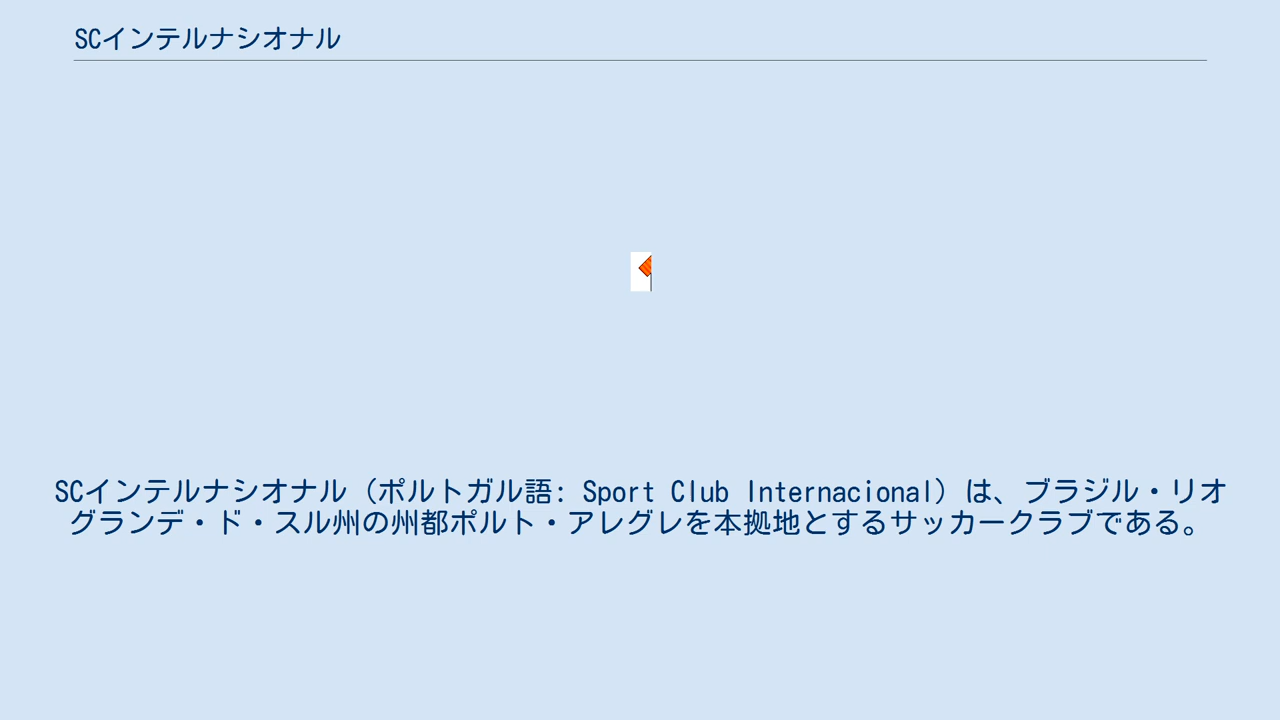 SCインテルナシオナル
SCインテルナシオナル（ポルトガル語: Sport Club Internacional）は、ブラジル・リオ
グランデ・ド・スル州の州都ポルト・アレグレを本拠地とするサッカークラブである。